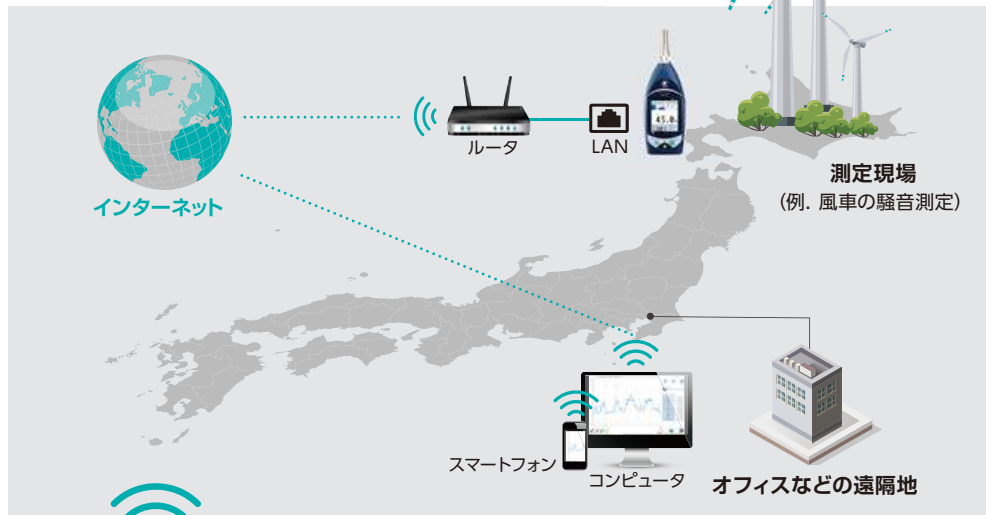 ルータ
LAN
45.0
測定現場
（例. 風車の騒音測定）
インターネット
スマートフォン
コンピュータ
オフィスなどの遠隔地